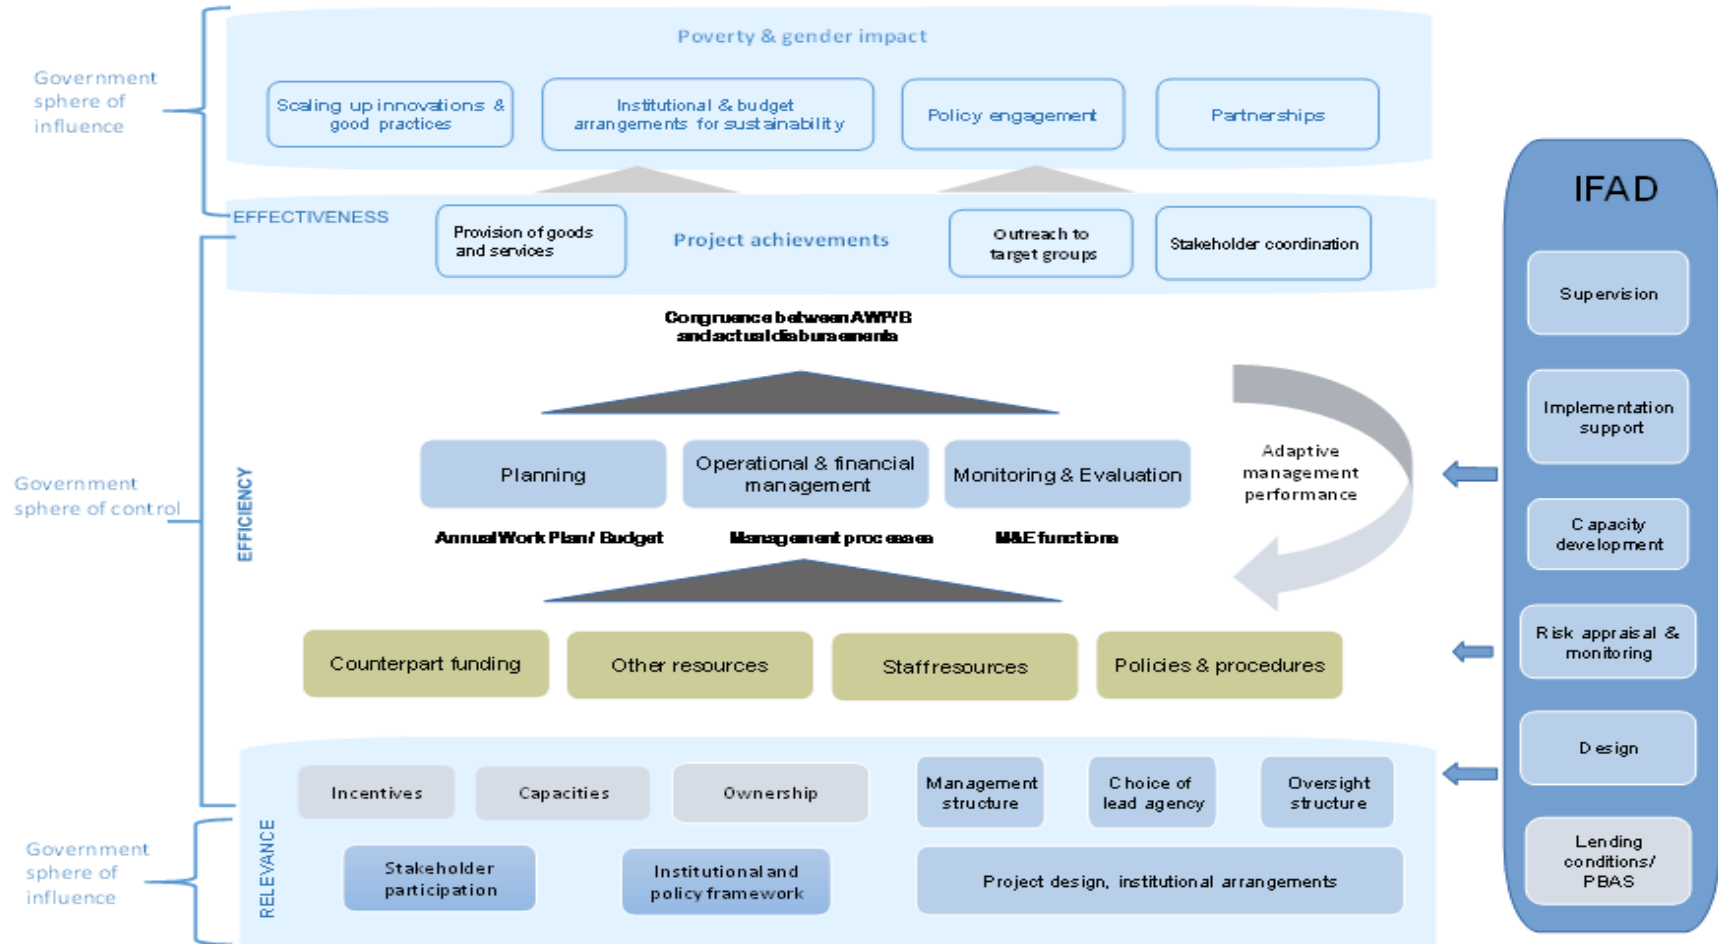 Poverty & gender impact
Government
sphere of
influence
Scaling up innovations &
good practices
Institutional & budget
arrangements for sustainability
Policy engagement
Partnerships
IFAD
EFFECTIVENESS
Provision of goods
and services
Project achievements
Outreach to
target groups
Stakeholder coordination
Supervision
Congruence between AWP/B
and actual disbursements
Implementation
support
Government
sphere of control
EFFICIENCY
Planning
Operational & financial
management
Monitoring & Evaluation
Adaptive
management
performance
Annual Work Plan / Budget
Management processes
M&E functions
Capacity
development
Counterpart funding
Other resources
Staff resources
Policies & procedures
Risk appraisal &
monitoring
Design
Government
sphere of
influence
RELEVANCE
Incentives
Capacities
Ownership
Management
structure
Choice of
lead agency
Oversight
structure
Stakeholder
participation
Institutional and
policy framework
Project design, institutional arrangements
Lending
conditions/
PBAS